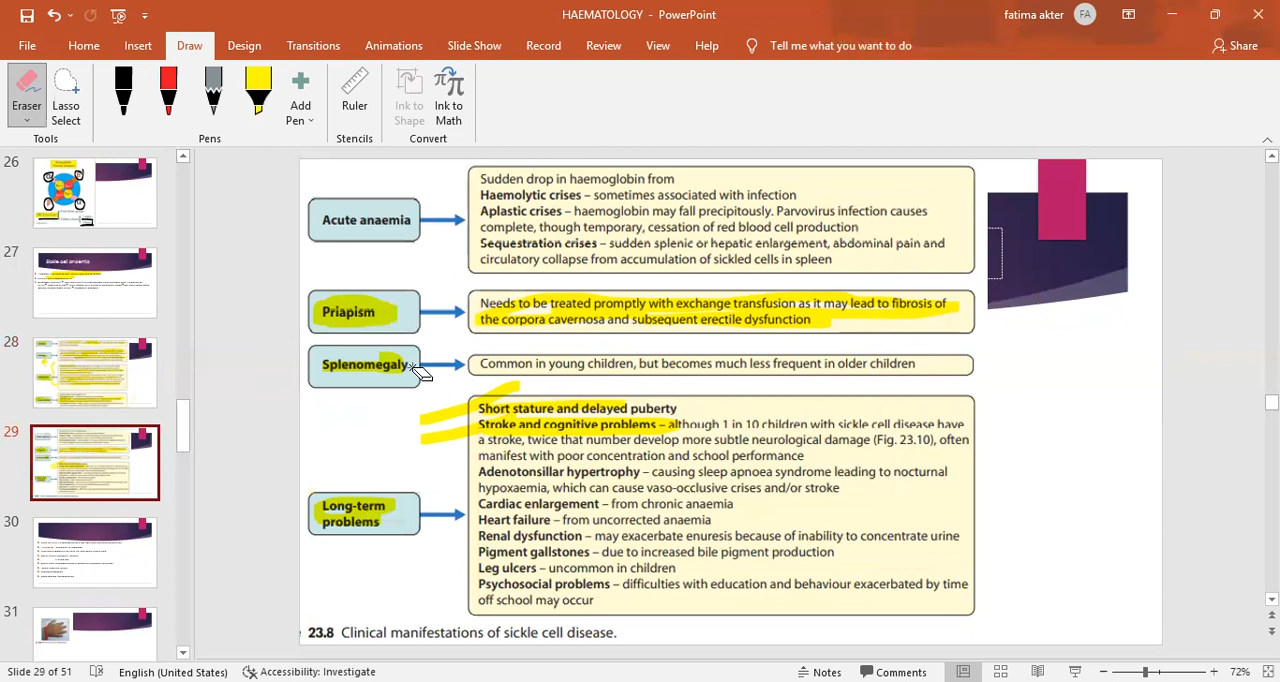 HAEMATOLOGY - PowerPoint
fatima akter
FA
File Home Insert Draw Design Transitions Animations Slide Show Record Review View Help Tell me what you want to do Share
Eraser
Lasso Select
Add Pen
Ruler
Ink to Shape
Ink to Math
Tools Pens Stencils Convert
26
27
28
29
30
31
Acute anaemia
Sudden drop in haemoglobin from
Haemolytic crises – sometimes associated with infection
Aplastic crises – haemoglobin may fall precipitously. Parvovirus infection causes
complete, though temporary, cessation of red blood cell production
Sequestration crises – sudden splenic or hepatic enlargement, abdominal pain and
circulatory collapse from accumulation of sickled cells in spleen
Priapism
Needs to be treated promptly with exchange transfusion as it may lead to fibrosis of
the corpora cavernosa and subsequent erectile dysfunction
Splenomegaly
Common in young children, but becomes much less frequent in older children
Long-term
problems
Short stature and delayed puberty
Stroke and cognitive problems – although 1 in 10 children with sickle cell disease have
a stroke, twice that number develop more subtle neurological damage (Fig. 23.10), often
manifest with poor concentration and school performance
Adenotonsillar hypertrophy – causing sleep apnoea syndrome leading to nocturnal
hypoxaemia, which can cause vaso-occlusive crises and/or stroke
Cardiac enlargement – from chronic anaemia
Heart failure – from uncorrected anaemia
Renal dysfunction – may exacerbate enuresis because of inability to concentrate urine
Pigment gallstones – due to increased bile pigment production
Leg ulcers – uncommon in children
Psychosocial problems – difficulties with education and behaviour exacerbated by time
off school may occur
23.8 Clinical manifestations of sickle cell disease.
Slide 29 of 51 English (United States) Accessibility: Investigate Notes Comments 72%